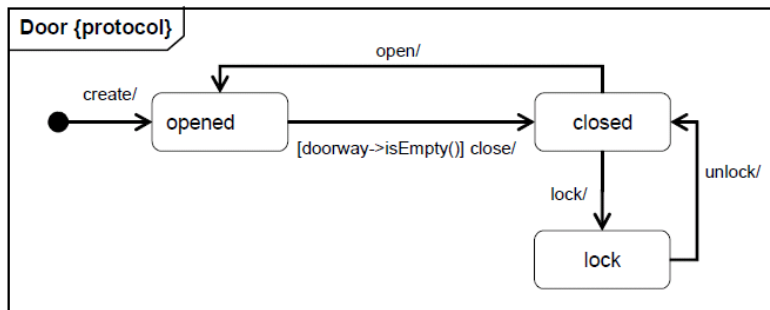 Door {protocol}
open/
create/
opened
closed
[doorway->isEmpty()] close/
unlock/
lock/
lock